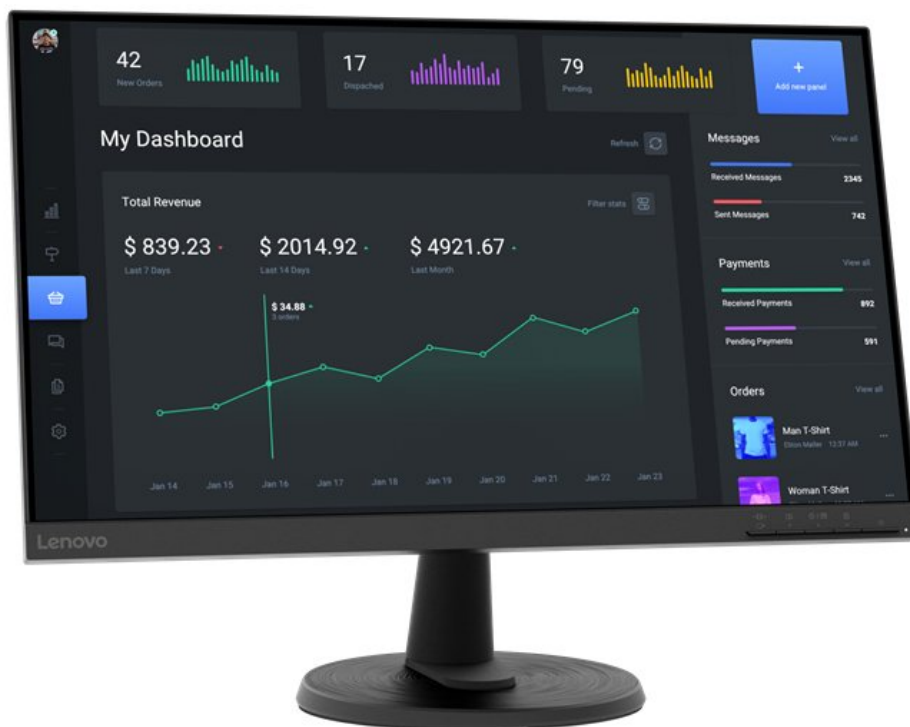 42
New Orders
17
Dispached
79
Pending
+
Add new panel
My Dashboard
Refresh
Messages
View all
Received Messages
2345
Sent Messages
742
Total Revenue
Filter stats
$ 839.23
Last 7 Days
$ 2014.92
Last 14 Days
$ 4921.67
Last Month
$ 34.88
3 orders
Jan 14
Jan 15
Jan 16
Jan 17
Jan 18
Jan 19
Jan 20
Jan 21
Jan 22
Jan 23
Payments
View all
Received Payments
892
Pending Payments
591
Orders
View all
Man T-Shirt
12:37 AM
Woman T-Shirt
Lenovo